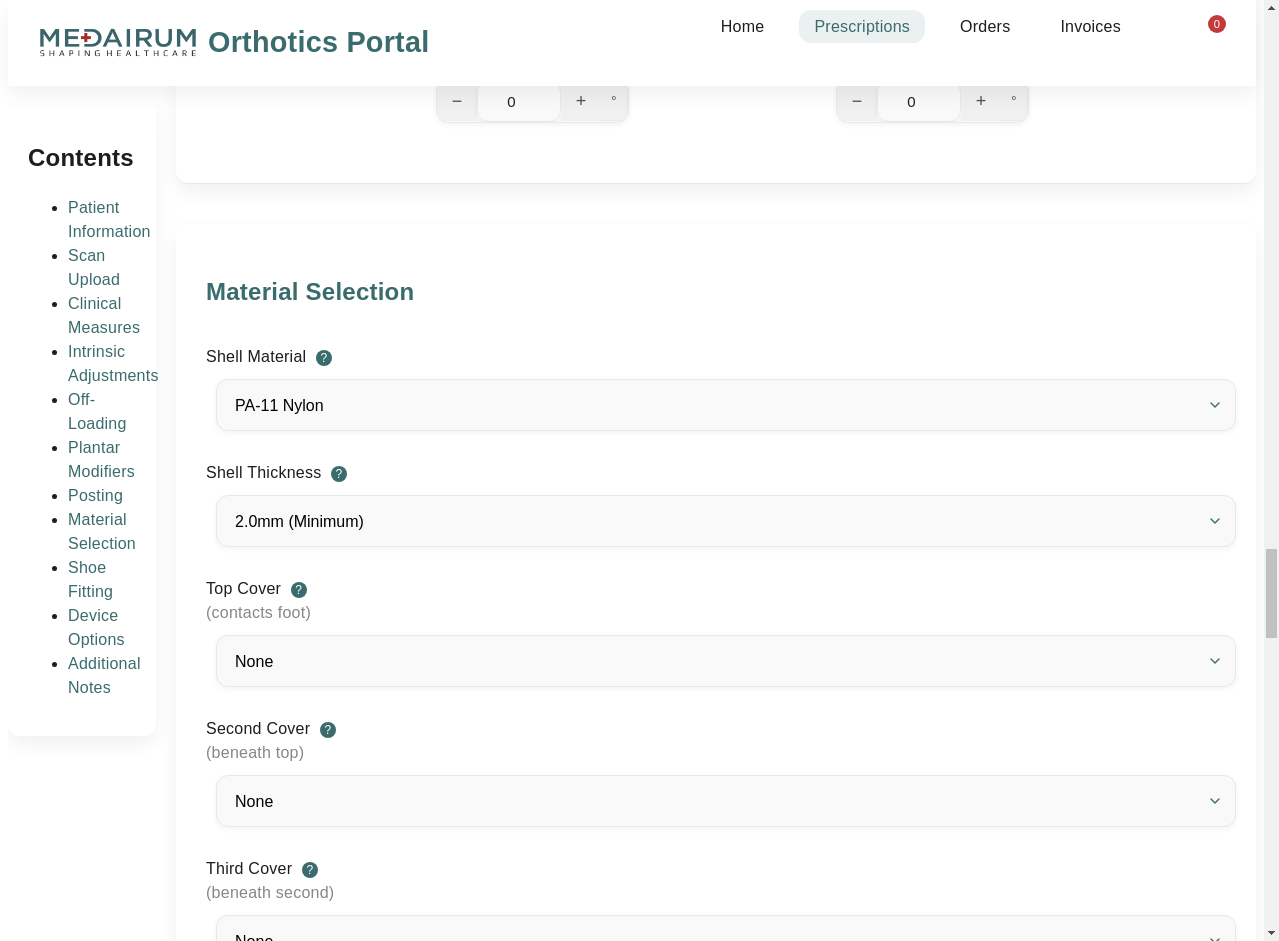 MEDAIRUM
SHAPING HEALTHCARE
Orthotics Portal
Home
Prescriptions
Orders
Invoices
0
− 0 + °
− 0 + °
Contents
Patient
Information
Scan
Upload
Clinical
Measures
Intrinsic
Adjustments
Off-
Loading
Plantar
Modifiers
Posting
Material
Selection
Shoe
Fitting
Device
Options
Additional
Notes
Material Selection
Shell Material ?
PA-11 Nylon
Shell Thickness ?
2.0mm (Minimum)
Top Cover ?
(contacts foot)
None
Second Cover ?
(beneath top)
None
Third Cover ?
(beneath second)
None